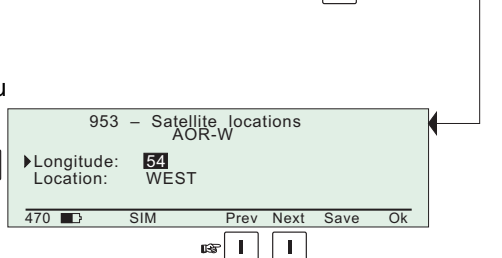 u
953 – Satellite locations
AOR-W
Longitude: 54
Location: WEST
470 SIM Prev Next Save Ok